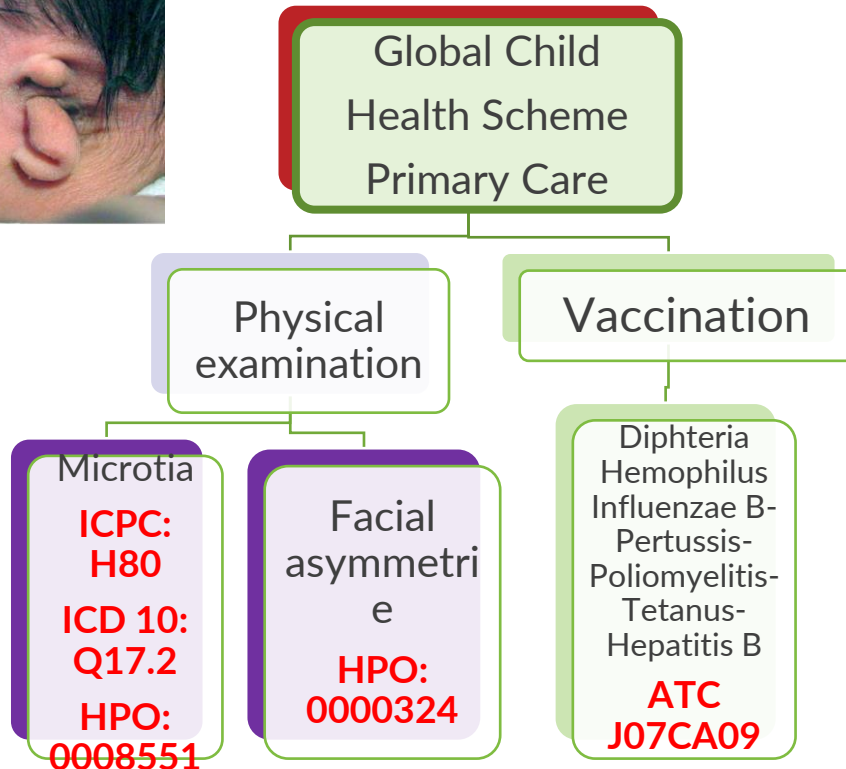 Global Child
Health Scheme
Primary Care
Physical
examination
Vaccination
Microtia
ICPC:
H80
ICD 10:
Q17.2
HPO:
0008551
Facial
asymmetri
e
HPO:
0000324
Diphteria
Hemophilus
Influenzae B-
Pertussis-
Poliomyelitis-
Tetanus-
Hepatitis B
ATC
J07CA09